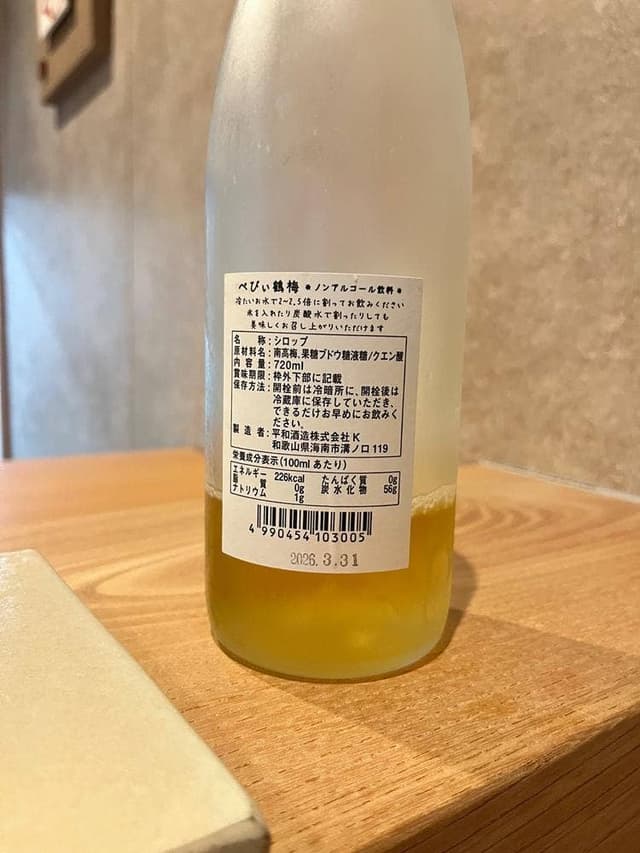 べびぃ鶴梅 ●ノンアルコール飲料●
冷たいお水で2~2.5倍に割ってお飲みください
氷を入れたり炭酸水で割ったりしても
美味しくお召し上がりいただけます
名称:シロップ
原材料名:南高梅、果糖ブドウ糖液糖/クエン酸
内容量:720ml
賞味期限:枠外下部に記載
保存方法:開栓前は冷暗所に、開栓後は
冷蔵庫に保存していただき、
できるだけお早めにお飲みく
ださい。
製造者:平和酒造株式会社 K
和歌山県海南市溝ノ口119
栄養成分表示(100mlあたり)
エネルギー 226kcal たんぱく質 0g
脂質 0g 炭水化物 56g
ナトリウム 1g
4 990454 103005
2026.3.31